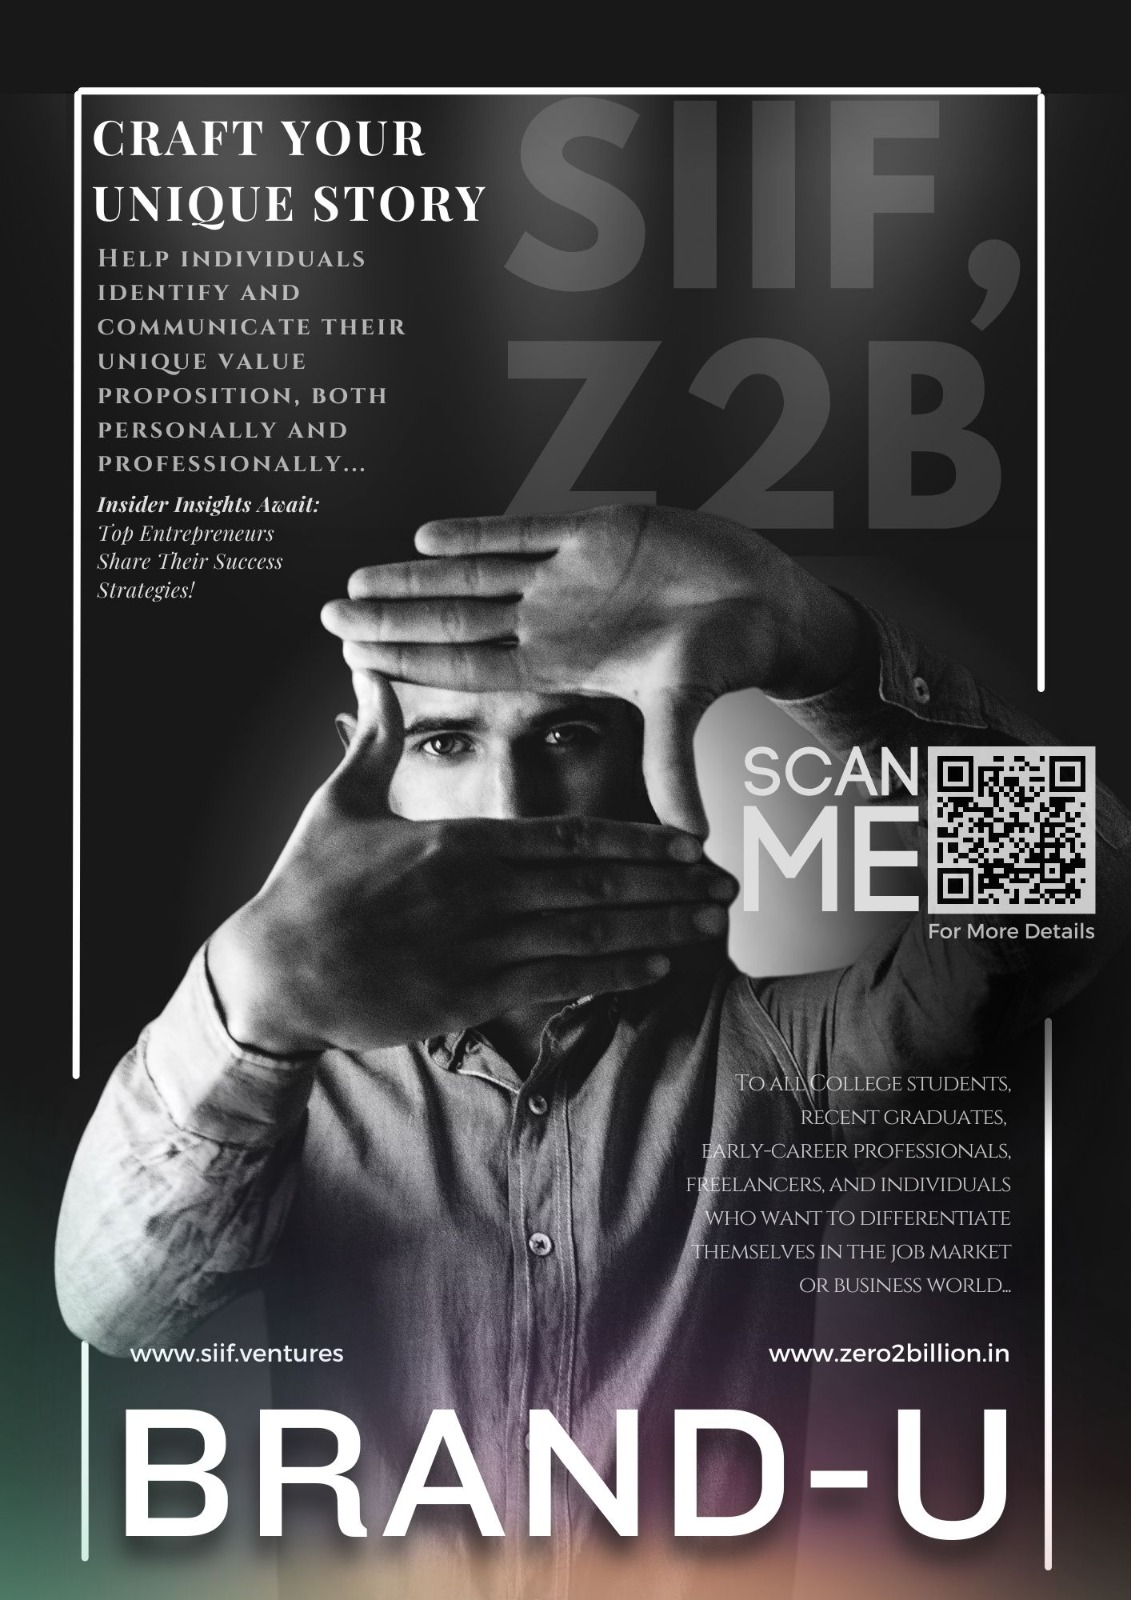 CRAFT YOUR
UNIQUE STORY
HELP INDIVIDUALS
IDENTIFY AND
COMMUNICATE THEIR
UNIQUE VALUE
PROPOSITION, BOTH
PERSONALLY AND
PROFESSIONALLY...
Insider Insights Await:
Top Entrepreneurs
Share Their Success
Strategies!
SIIF,
Z2B
SCAN
ME
For More Details
TO ALL COLLEGE STUDENTS,
RECENT GRADUATES,
EARLY-CAREER PROFESSIONALS,
FREELANCERS, AND INDIVIDUALS
WHO WANT TO DIFFERENTIATE
THEMSELVES IN THE JOB MARKET
OR BUSINESS WORLD...
www.siif.ventures
www.zero2billion.in
BRAND-U